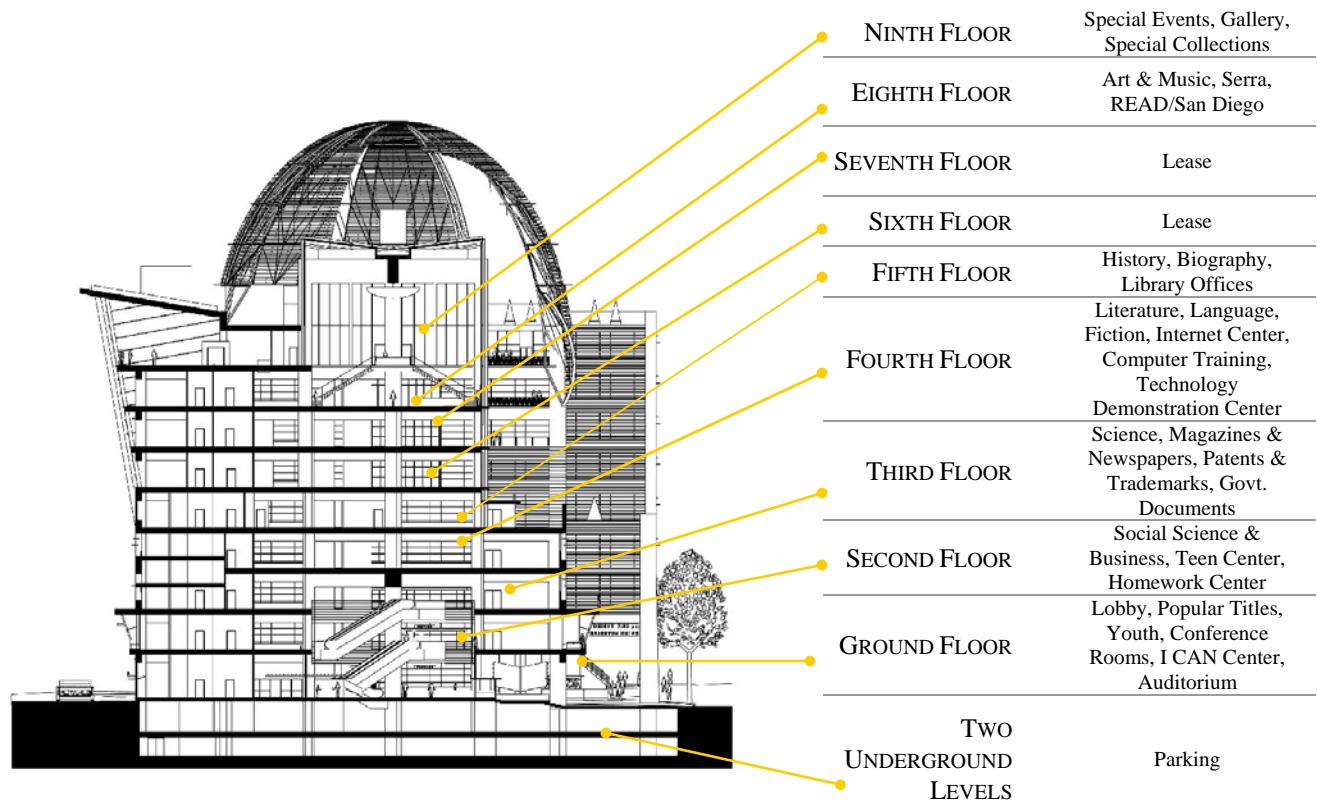 NINTH FLOOR
Special Events, Gallery,
Special Collections
EIGHTH FLOOR
Art & Music, Serra,
READ/San Diego
SEVENTH FLOOR
Lease
SIXTH FLOOR
Lease
FIFTH FLOOR
History, Biography,
Library Offices
FOURTH FLOOR
Literature, Language,
Fiction, Internet Center,
Computer Training,
Technology
Demonstration Center
THIRD FLOOR
Science, Magazines &
Newspapers, Patents &
Trademarks, Govt.
Documents
SECOND FLOOR
Social Science &
Business, Teen Center,
Homework Center
GROUND FLOOR
Lobby, Popular Titles,
Youth, Conference
Rooms, I CAN Center,
Auditorium
TWO
UNDERGROUND
LEVELS
Parking